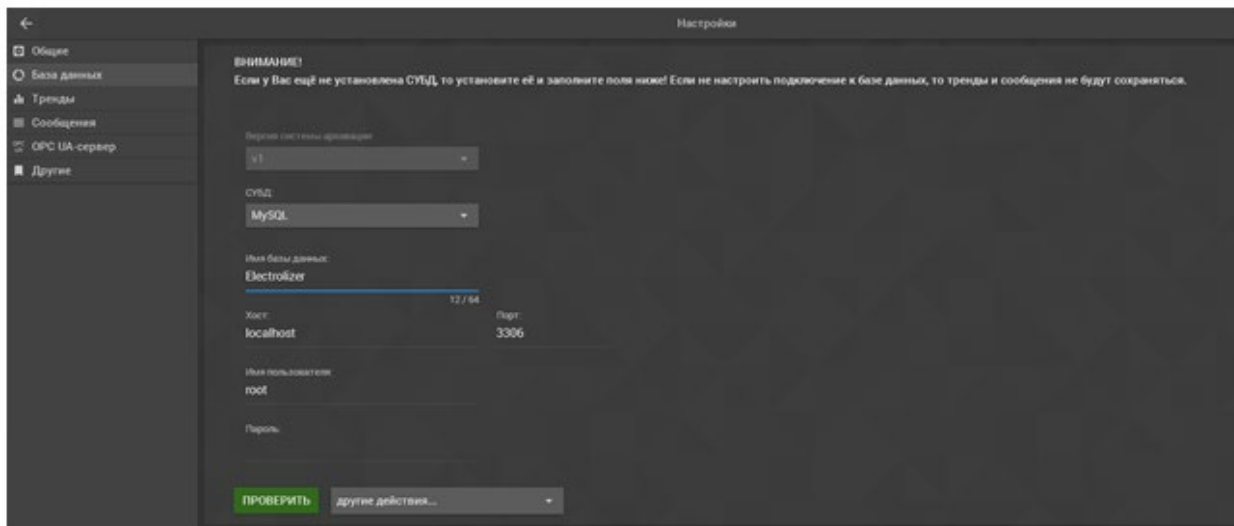 Настройки
Общие
База данных
Тренды
Сообщения
OPC UA-сервер
Другие
ВНИМАНИЕ!
Если у Вас ещё не установлена СУБД, то установите её и заполните поля ниже! Если не настроить подключение к базе данных, то тренды и сообщения не будут сохраняться.
Версия системы архивации
v1
СУБД:
MySQL
Имя базы данных:
Electrolizer
12 / 64
Хост:
Порт:
localhost
3306
Имя пользователя:
root
Пароль:
ПРОВЕРИТЬ
другие действия...